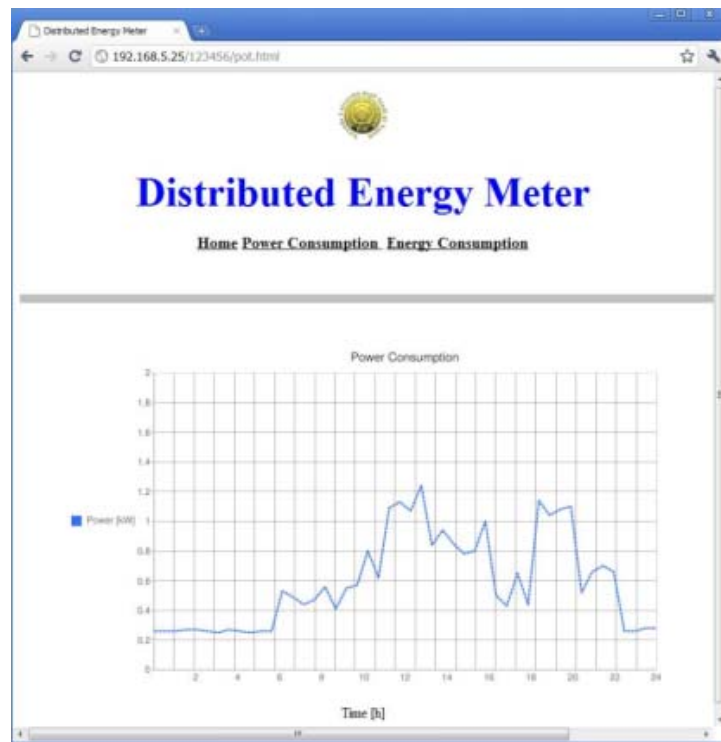 Distributed Energy Meter
192.168.5.25/123456/pot.html
Distributed Energy Meter
Home Power Consumption Energy Consumption
Power Consumption
2
1.8
1.6
1.4
1.2
Power [kW] 1
0.8
0.6
0.4
0.2
0
2 4 6 8 10 12 14 16 18 20 22 24
Time [h]